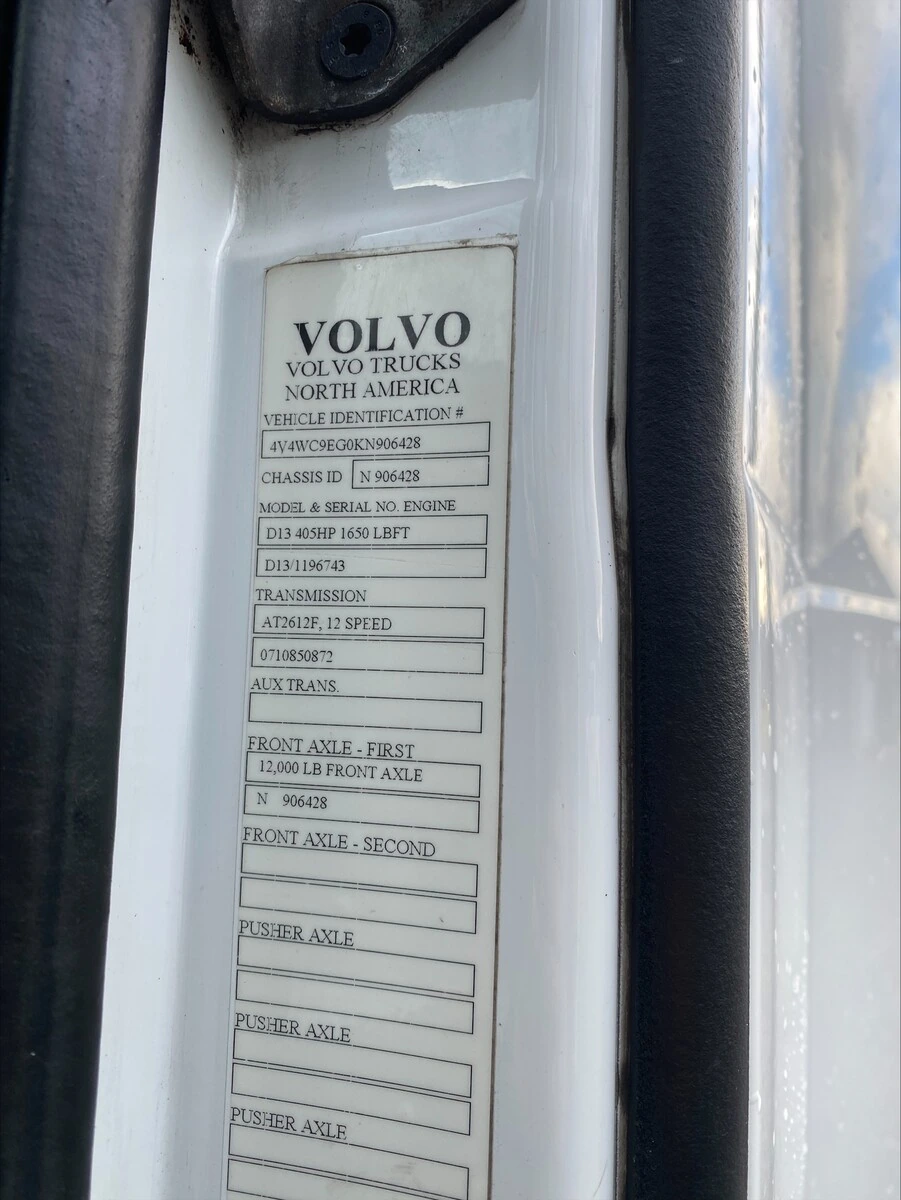 VOLVO
VOLVO TRUCKS
NORTH AMERICA
VEHICLE IDENTIFICATION #
4V4WC9EG0KN906428
CHASSIS ID N 906428
MODEL & SERIAL NO. ENGINE
D13 405HP 1650 LBFT
D13/1196743
TRANSMISSION
AT2612F, 12 SPEED
0710850872
AUX TRANS.
FRONT AXLE - FIRST
12,000 LB FRONT AXLE
N 906428
FRONT AXLE - SECOND
PUSHER AXLE
PUSHER AXLE
PUSHER AXLE